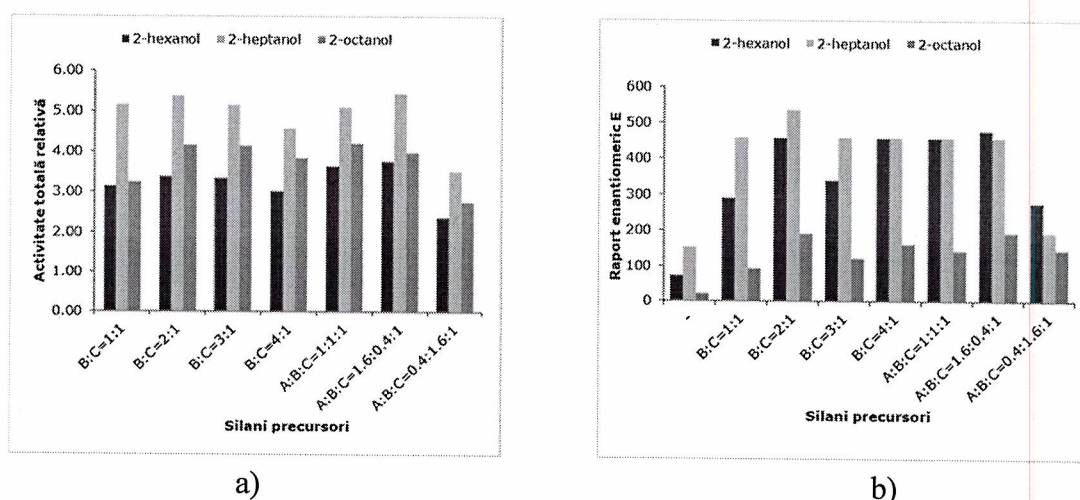 2-hexanol 2-heptanol 2-octanol
Activitate totală relativă
6.00
5.00
4.00
3.00
2.00
1.00
0.00
B:C=1:1
B:C=2:1
B:C=3:1
B:C=4:1
A:B:C=1:1:1
A:B:C=1.6:0.4:1
A:B:C=0.4:1.6:1
Silani precursori
a)
2-hexanol 2-heptanol 2-octanol
Raport enantiomeric E
600
500
400
300
200
100
0
-
B:C=1:1
B:C=2:1
B:C=3:1
B:C=4:1
A:B:C=1:1:1
A:B:C=1.6:0.4:1
A:B:C=0.4:1.6:1
Silani precursori
b)